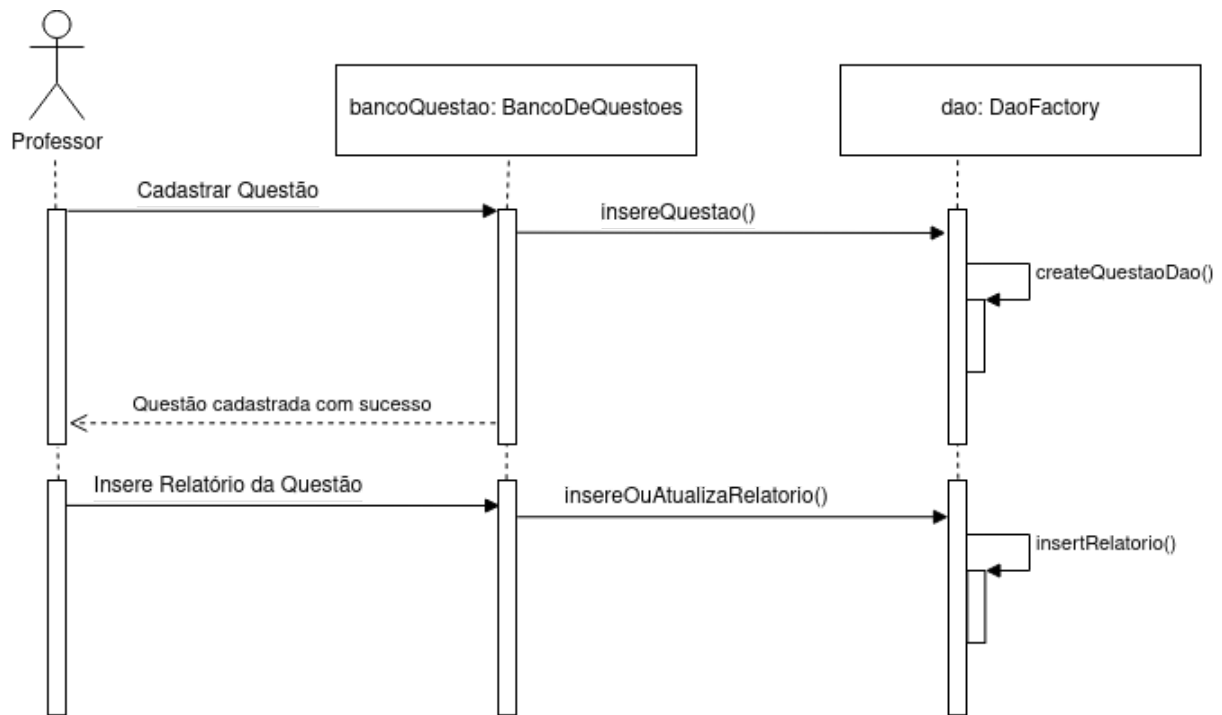 Professor
bancoQuestao: BancoDeQuestoes
dao: DaoFactory
Cadastrar Questão
insereQuestao()
createQuestaoDao()
Questão cadastrada com sucesso
Insere Relatório da Questão
insereOuAtualizaRelatorio()
insertRelatorio()